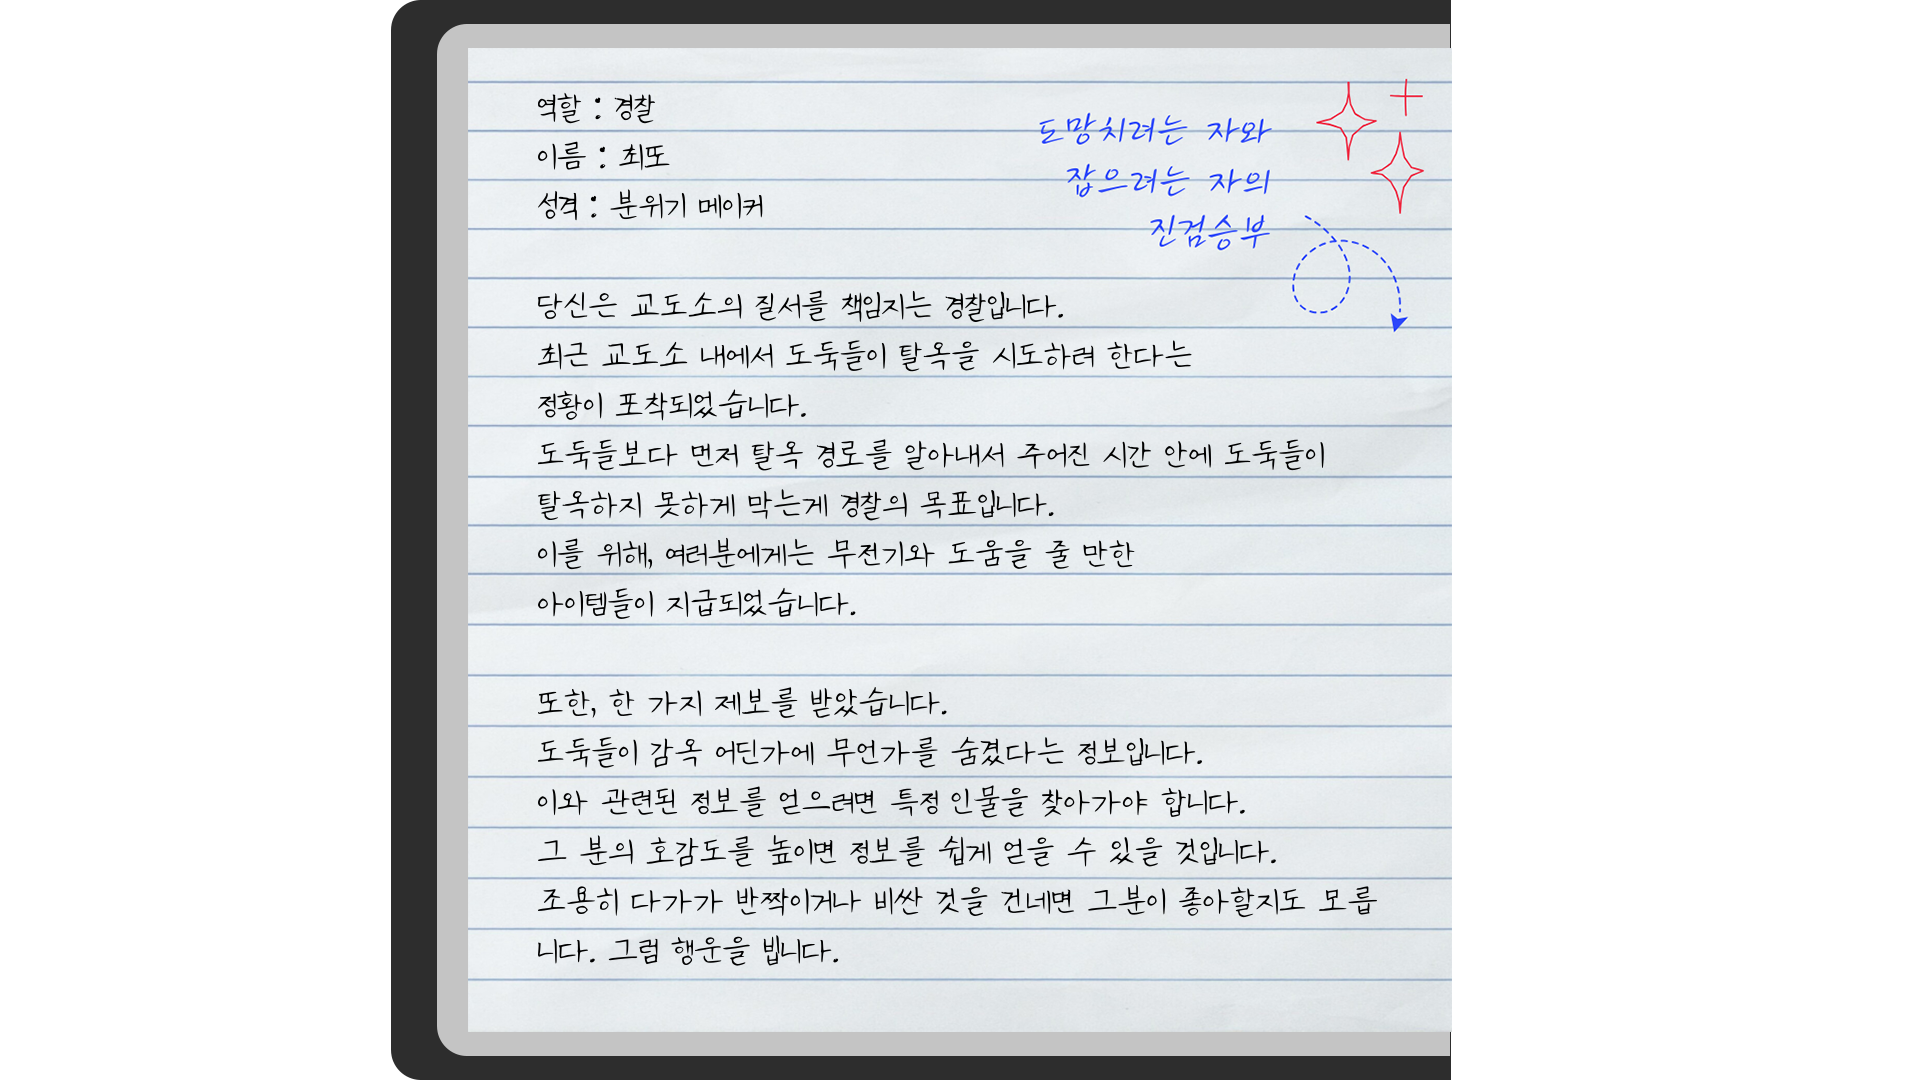 역할 : 경찰
이름 : 최또
성격 : 분위기 메이커
도망치려는 자와
잡으려는 자의
진검승부
당신은 교도소의 질서를 책임지는 경찰입니다.
최근 교도소 내에서 도둑들이 탈옥을 시도하려 한다는
정황이 포착되었습니다.
도둑들보다 먼저 탈옥 경로를 알아내서 주어진 시간 안에 도둑들이
탈옥하지 못하게 막는게 경찰의 목표입니다.
이를 위해, 여러분에게는 무전기와 도움을 줄 만한
아이템들이 지급되었습니다.
또한, 한 가지 제보를 받았습니다.
도둑들이 감옥 어딘가에 무언가를 숨겼다는 정보입니다.
이와 관련된 정보를 얻으려면 특정 인물을 찾아가야 합니다.
그 분의 호감도를 높이면 정보를 쉽게 얻을 수 있을 것입니다.
조용히 다가가 반짝이거나 비싼 것을 건네면 그분이 좋아할지도 모릅
니다. 그럼 행운을 빕니다.